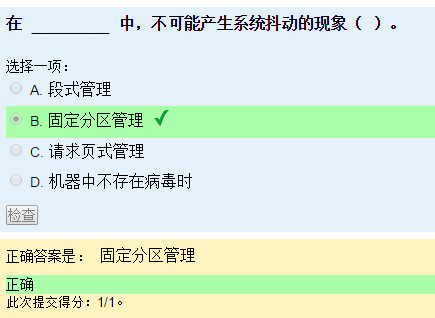 在 ________ 中，不可能产生系统抖动的现象（ ）。
选择一项：
A. 段式管理
B. 固定分区管理 ✓
C. 请求页式管理
D. 机器中不存在病毒时
检查
正确答案是： 固定分区管理
正确
此次提交得分：1/1。